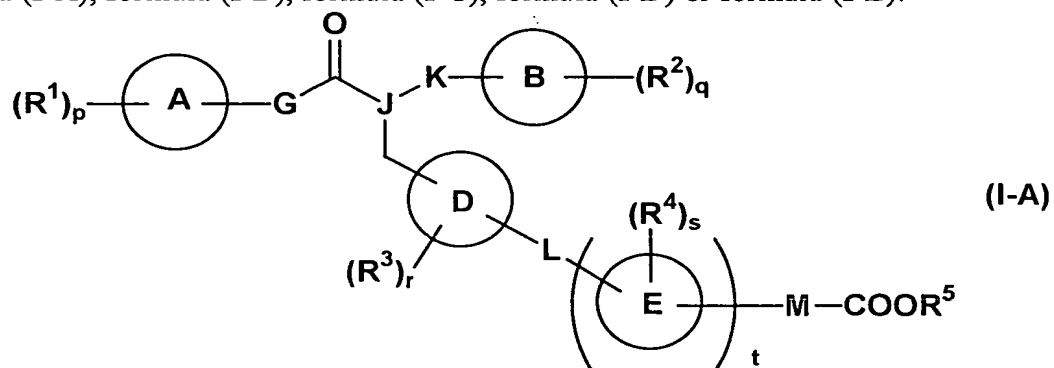 (I-A), formula (I-B), formula (I-C), formula (I-D) or formula (I-E).
O
(R¹)p A G J K B (R²)q
D
(I-A)
(R³)r L (R⁴)s
E M COOR⁵
t